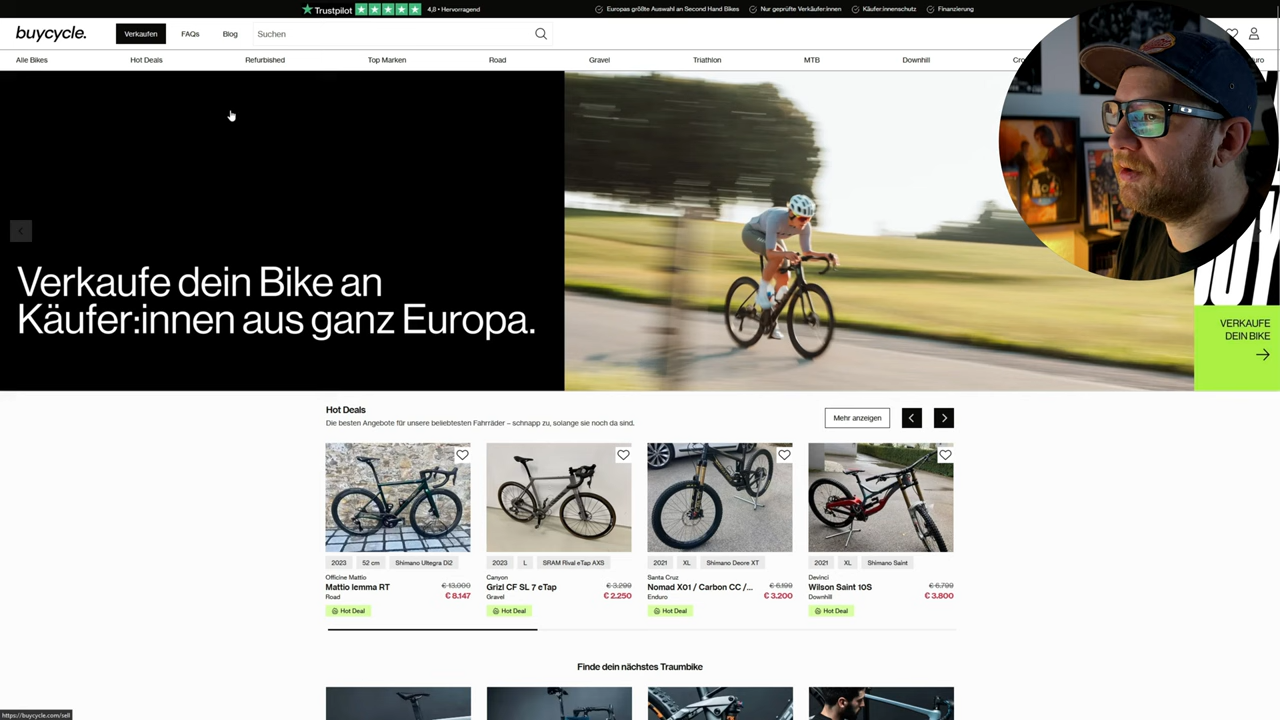 Trustpilot
4,8 • Hervorragend
Europas größte Auswahl an Second Hand Bikes
Nur geprüfte Verkäufer:innen
Käufer:innenschutz
Finanzierung
buycycle.
Verkaufen
FAQs
Blog
Suchen
Alle Bikes
Hot Deals
Refurbished
Top Marken
Road
Gravel
Triathlon
MTB
Downhill
Verkaufe dein Bike an
Käufer:innen aus ganz Europa.
VERKAUFE
DEIN BIKE
Hot Deals
Die besten Angebote für unsere beliebtesten Fahrräder – schnapp zu, solange sie noch da sind.
Mehr anzeigen
2023 52 cm Shimano Ultegra Di2
Officine Mattio
Mattio lemma RT € 13.000
Road € 8.147
Hot Deal
2023 L SRAM Rival eTap AXS
Canyon
Grizl CF SL 7 eTap € 3.299
Gravel € 2.250
Hot Deal
2021 XL Shimano Deore XT
Santa Cruz
Nomad X01 / Carbon CC /... € 6.199
Enduro € 3.200
Hot Deal
2021 XL Shimano Saint
Devinci
Wilson Saint 10S € 6.799
Downhill € 3.800
Hot Deal
Finde dein nächstes Traumbike
https://buycycle.com/sell